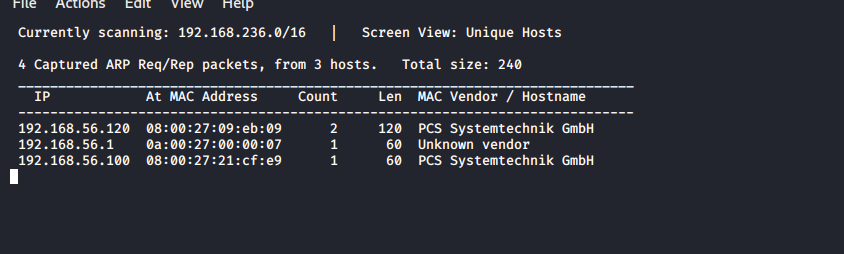 File Actions Edit View Help
Currently scanning: 192.168.236.0/16 | Screen View: Unique Hosts
4 Captured ARP Req/Rep packets, from 3 hosts. Total size: 240
_____________________________________________________________________________
IP At MAC Address Count Len MAC Vendor / Hostname
-----------------------------------------------------------------------------
192.168.56.120 08:00:27:09:eb:09 2 120 PCS Systemtechnik GmbH
192.168.56.1 0a:00:27:00:00:07 1 60 Unknown vendor
192.168.56.100 08:00:27:21:cf:e9 1 60 PCS Systemtechnik GmbH